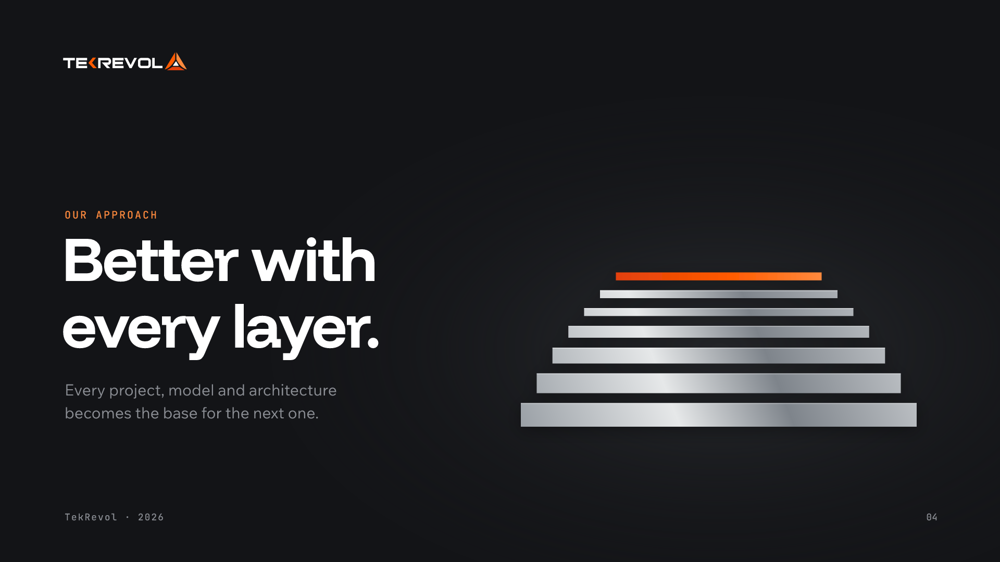 TEKREVOL
OUR APPROACH
Better with
every layer.
Every project, model and architecture
becomes the base for the next one.
TekRevol · 2026
04